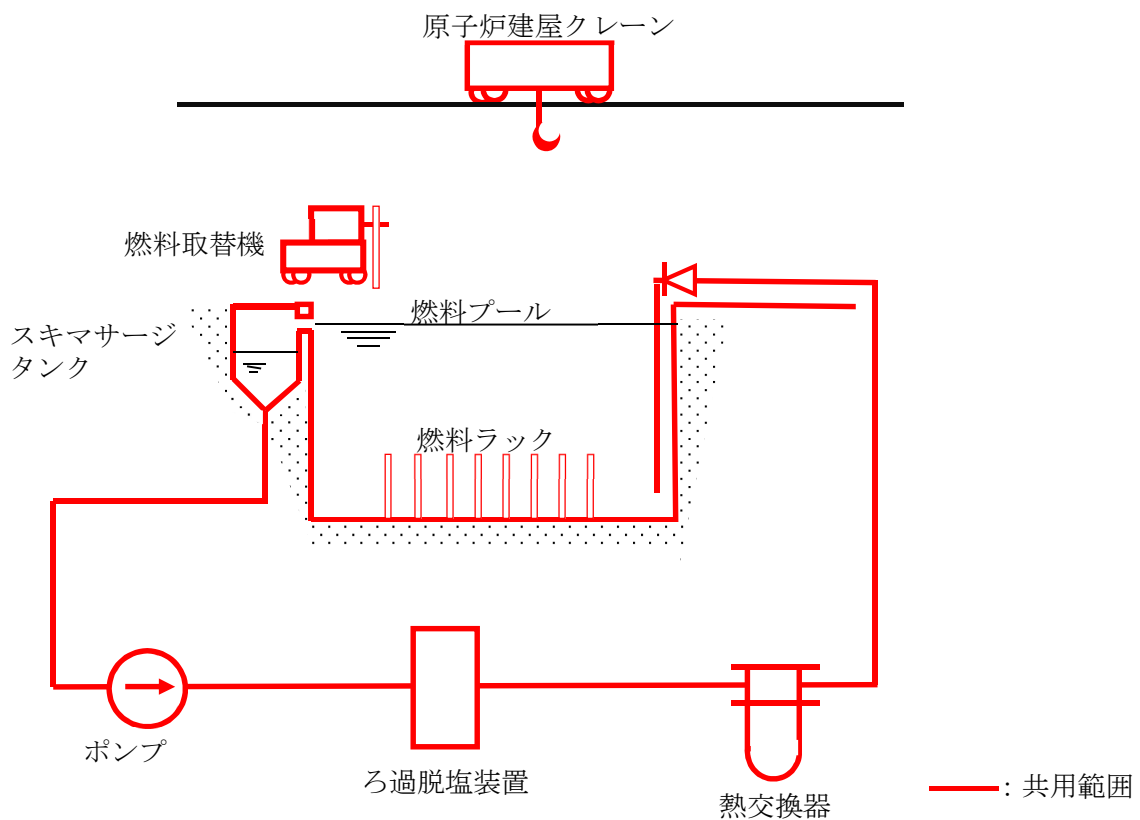 原子炉建屋クレーン
燃料取替機
燃料プール
スキマサージ
タンク
燃料ラック
ポンプ
ろ過脱塩装置
熱交換器
: 共用範囲